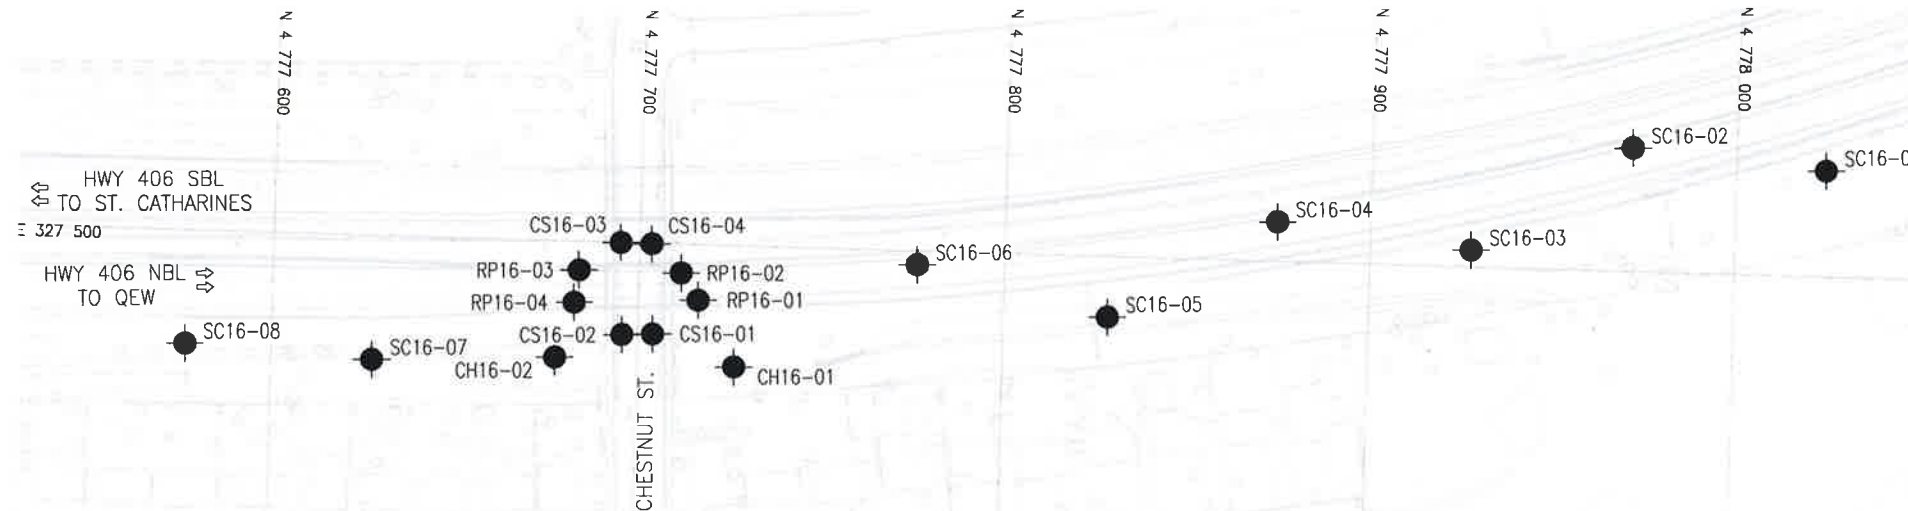 N 4 777 600
N 4 777 700
N 4 777 800
N 4 777 900
N 4 778 000
HWY 406 SBL
TO ST. CATHARINES
E 327 500
HWY 406 NBL
TO QEW
SC16-02
SC16-0
SC16-04
SC16-03
CS16-03
CS16-04
SC16-06
RP16-03
RP16-02
RP16-04
RP16-01
SC16-05
SC16-08
SC16-07
CS16-02
CS16-01
CH16-02
CH16-01
CHESTNUT ST.